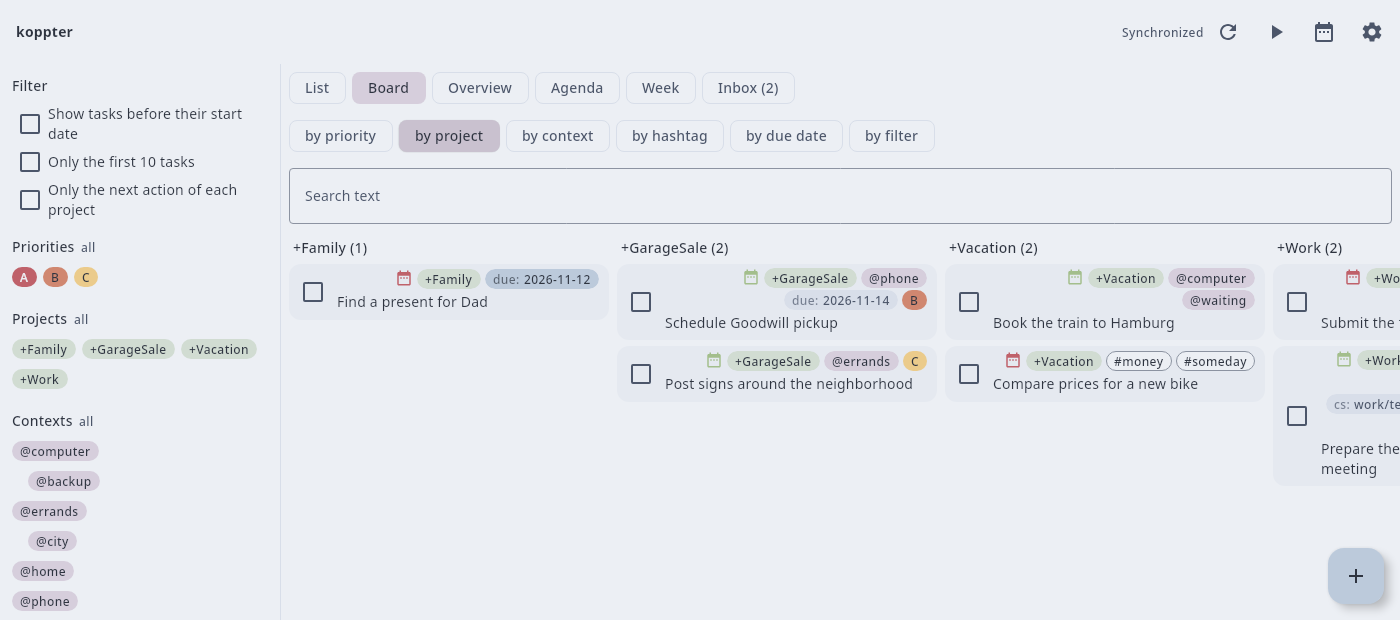 koppter
Synchronized
Filter
Show tasks before their start
date
Only the first 10 tasks
Only the next action of each
project
Priorities all
A B C
Projects all
+Family +GarageSale +Vacation
+Work
Contexts all
@computer
@backup
@errands
@city
@home
@phone
List Board Overview Agenda Week Inbox (2)
by priority by project by context by hashtag by due date by filter
Search text
+Family (1)
+Family due: 2026-11-12
Find a present for Dad
+GarageSale (2)
+GarageSale @phone
due: 2026-11-14 B
Schedule Goodwill pickup
+GarageSale @errands C
Post signs around the neighborhood
+Vacation (2)
+Vacation @computer
@waiting
Book the train to Hamburg
+Vacation #money #someday
Compare prices for a new bike
+Work (2)
Submit the
cs: work/te
Prepare the
meeting